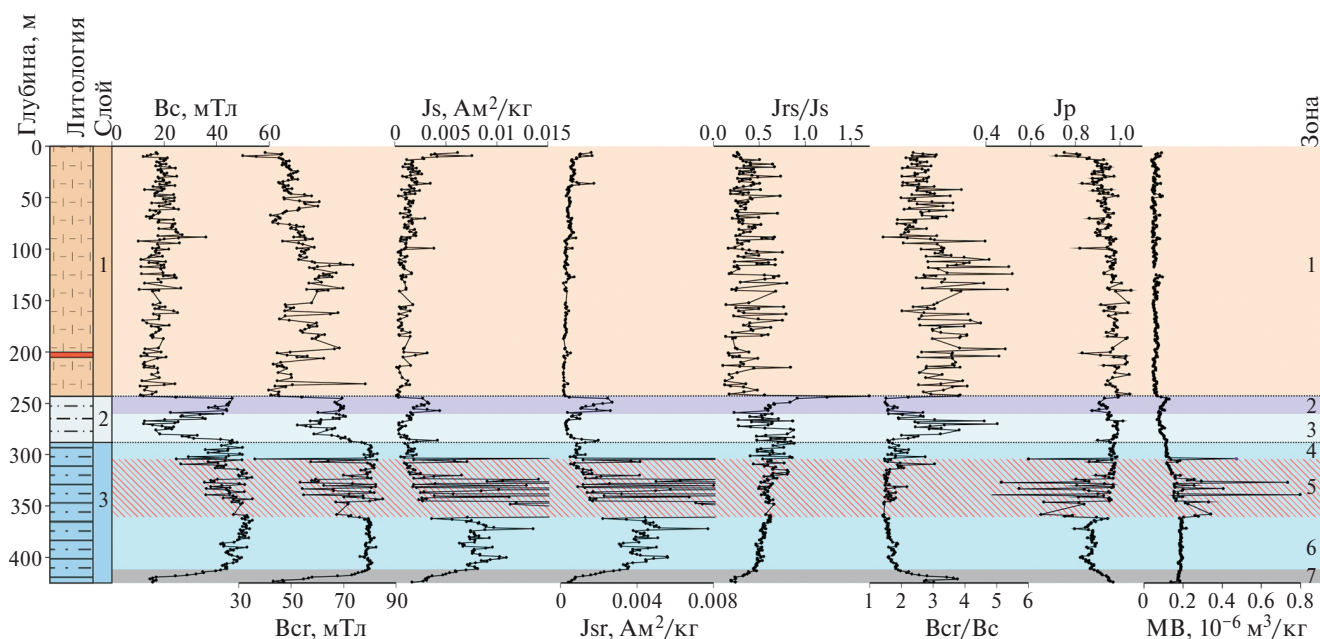 Глубина, м
Литология
Слой
Bc, мТл
Js, Ам²/кг
Jrs/Js
Jp
Зона
0 20 40 60
0 0.005 0.010 0.015
0.0 0.5 1.0 1.5
0.4 0.6 0.8 1.0
0
50
100
150
200
250
300
350
400
1
2
3
1
2
3
4
5
6
7
30 50 70 90
0 0.004 0.008
1 2 3 4 5 6
0 0.2 0.4 0.6 0.8
Bcr, мТл
Jsr, Ам²/кг
Bcr/Bc
МВ, 10⁻⁶ м³/кг